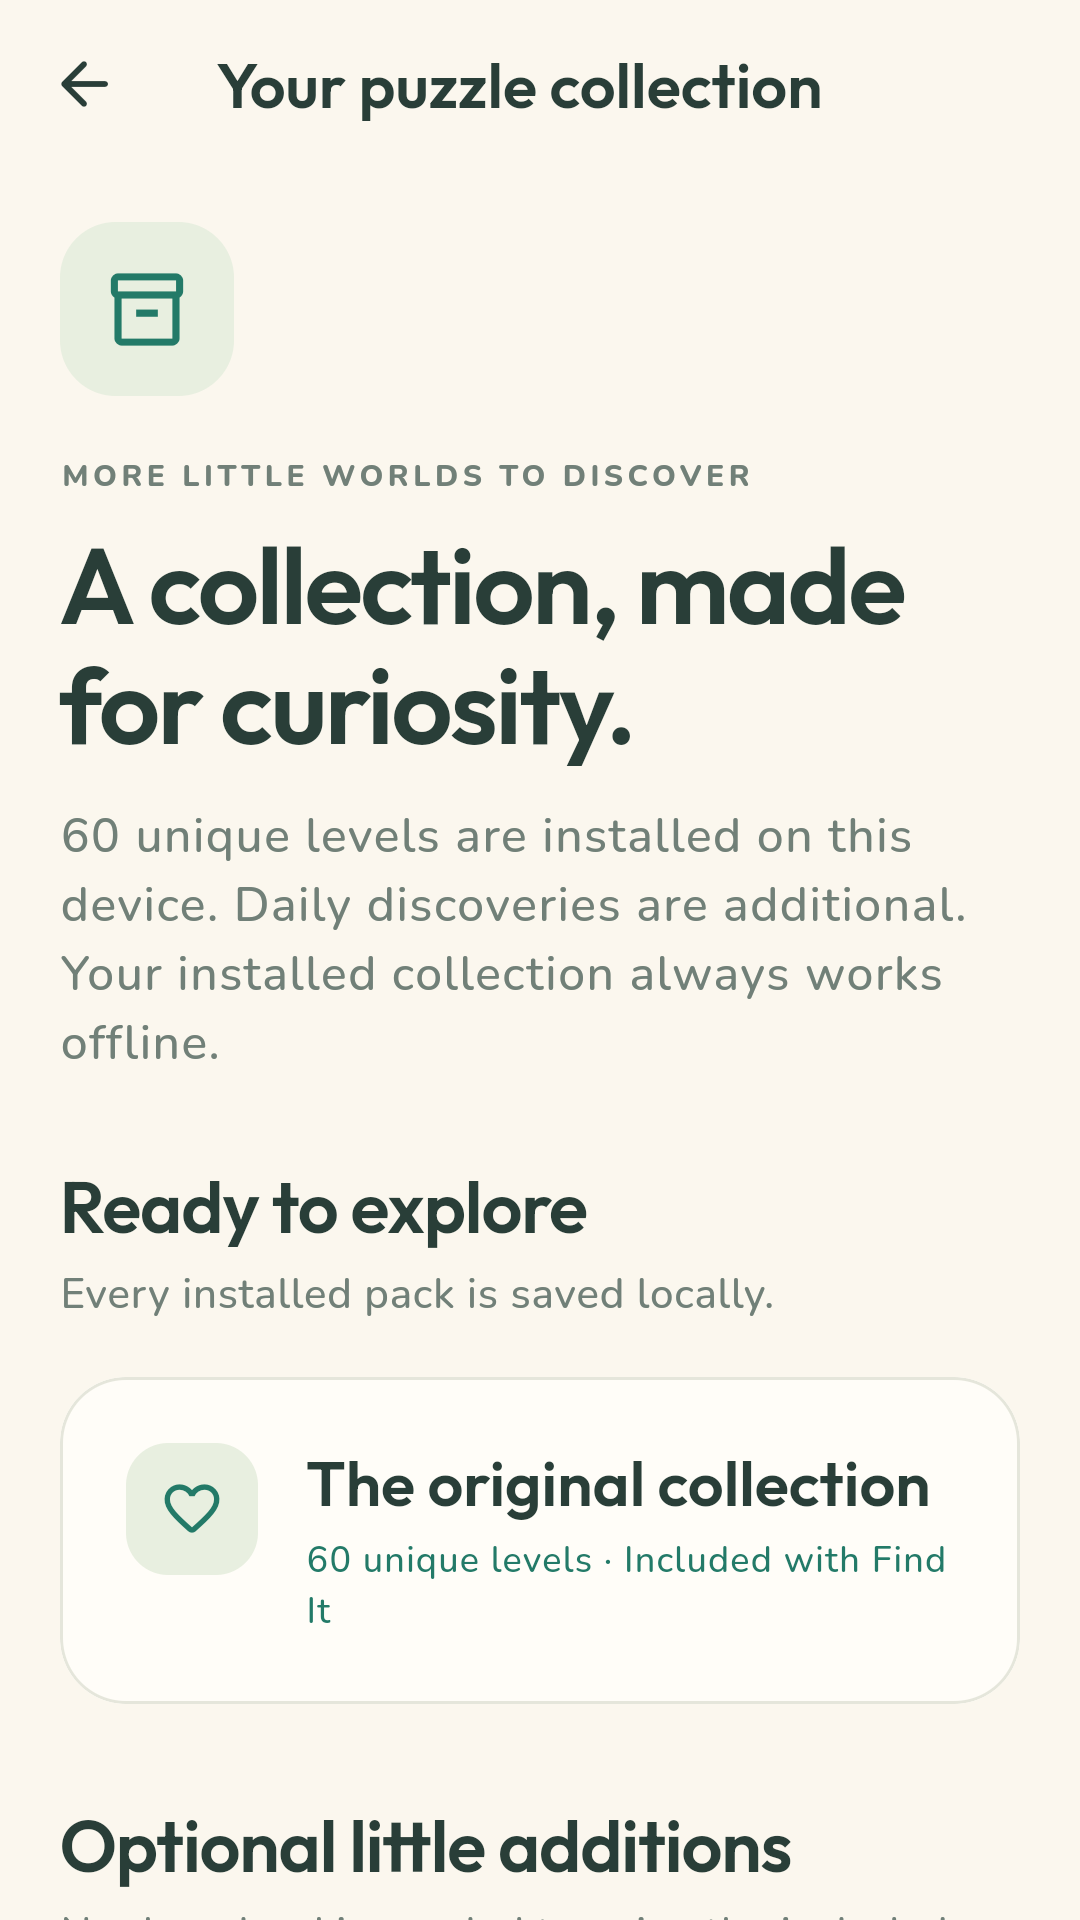 Your puzzle collection
MORE LITTLE WORLDS TO DISCOVER
A collection, made
for curiosity.
60 unique levels are installed on this
device. Daily discoveries are additional.
Your installed collection always works
offline.
Ready to explore
Every installed pack is saved locally.
The original collection
60 unique levels · Included with Find
It
Optional little additions